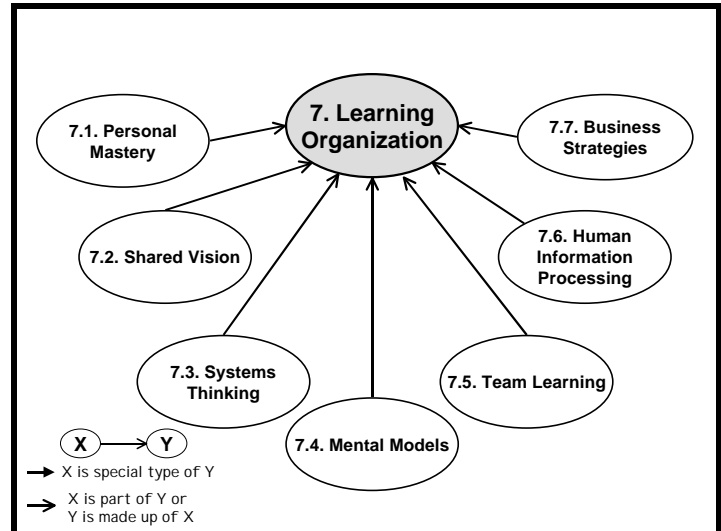 7. Learning
Organization
7.1. Personal
Mastery
7.7. Business
Strategies
7.2. Shared Vision
7.6. Human
Information
Processing
7.3. Systems
Thinking
7.5. Team Learning
7.4. Mental Models
X Y
X is special type of Y
X is part of Y or
Y is made up of X